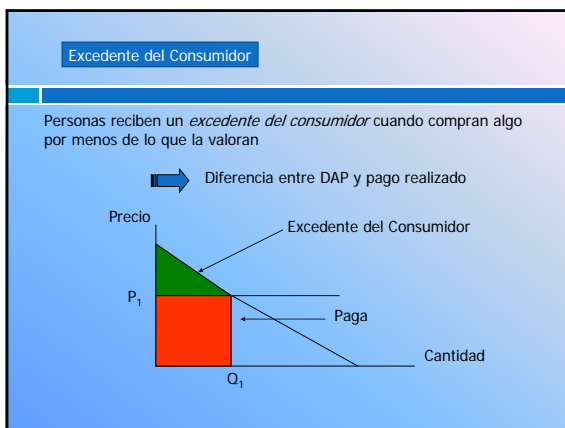 Excedente del Consumidor
Personas reciben un excedente del consumidor cuando compran algo
por menos de lo que la valoran
Diferencia entre DAP y pago realizado
Precio
Excedente del Consumidor
P₁
Paga
Cantidad
Q₁